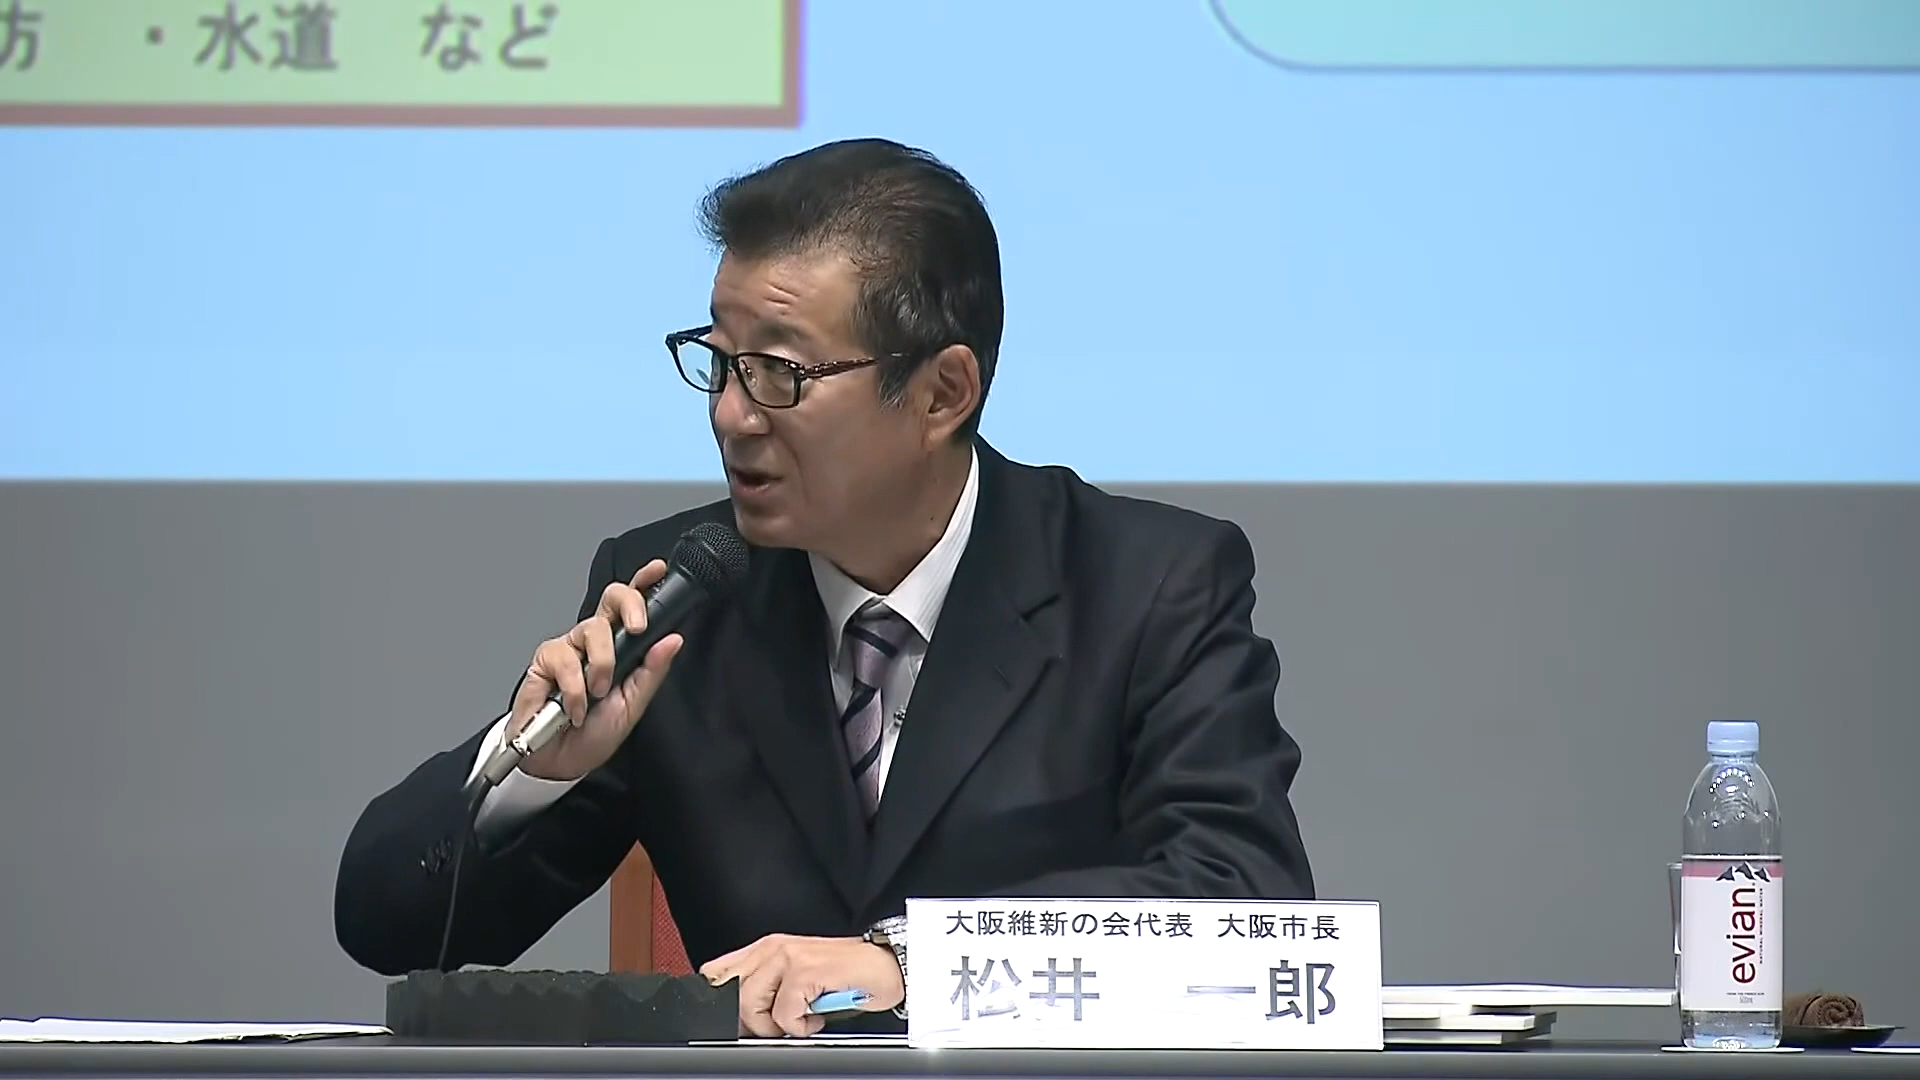 ・水道　など
大阪維新の会代表　大阪市長
松井　一郎
evian